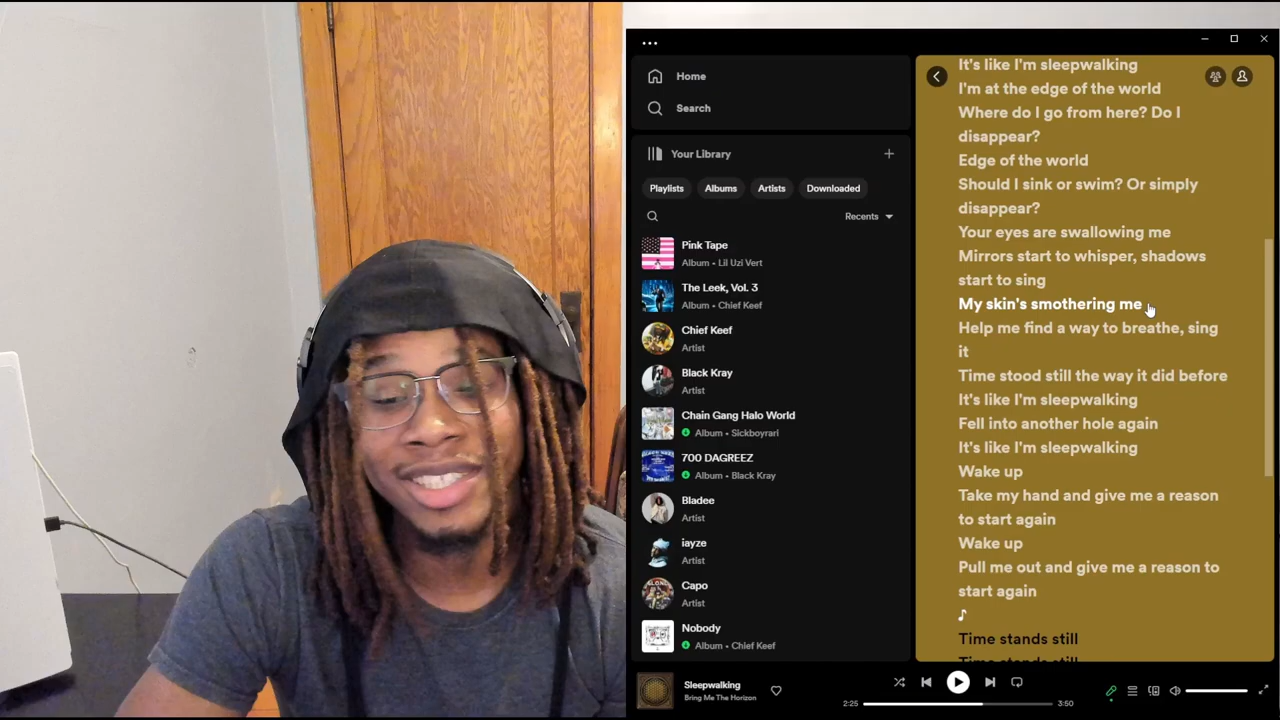 Home
Search
Your Library
Playlists
Albums
Artists
Downloaded
Recents
Pink Tape
Album • Lil Uzi Vert
The Leek, Vol. 3
Album • Chief Keef
Chief Keef
Artist
Black Kray
Artist
Chain Gang Halo World
Album • Sickboyrari
700 DAGREEZ
Album • Black Kray
Bladee
Artist
iayze
Artist
Capo
Artist
Nobody
Album • Chief Keef
It's like I'm sleepwalking
I'm at the edge of the world
Where do I go from here? Do I
disappear?
Edge of the world
Should I sink or swim? Or simply
disappear?
Your eyes are swallowing me
Mirrors start to whisper, shadows
start to sing
My skin's smothering me
Help me find a way to breathe, sing
it
Time stood still the way it did before
It's like I'm sleepwalking
Fell into another hole again
It's like I'm sleepwalking
Wake up
Take my hand and give me a reason
to start again
Wake up
Pull me out and give me a reason to
start again
♪
Time stands still
Time stands still
Sleepwalking
Bring Me The Horizon
2:25
3:50